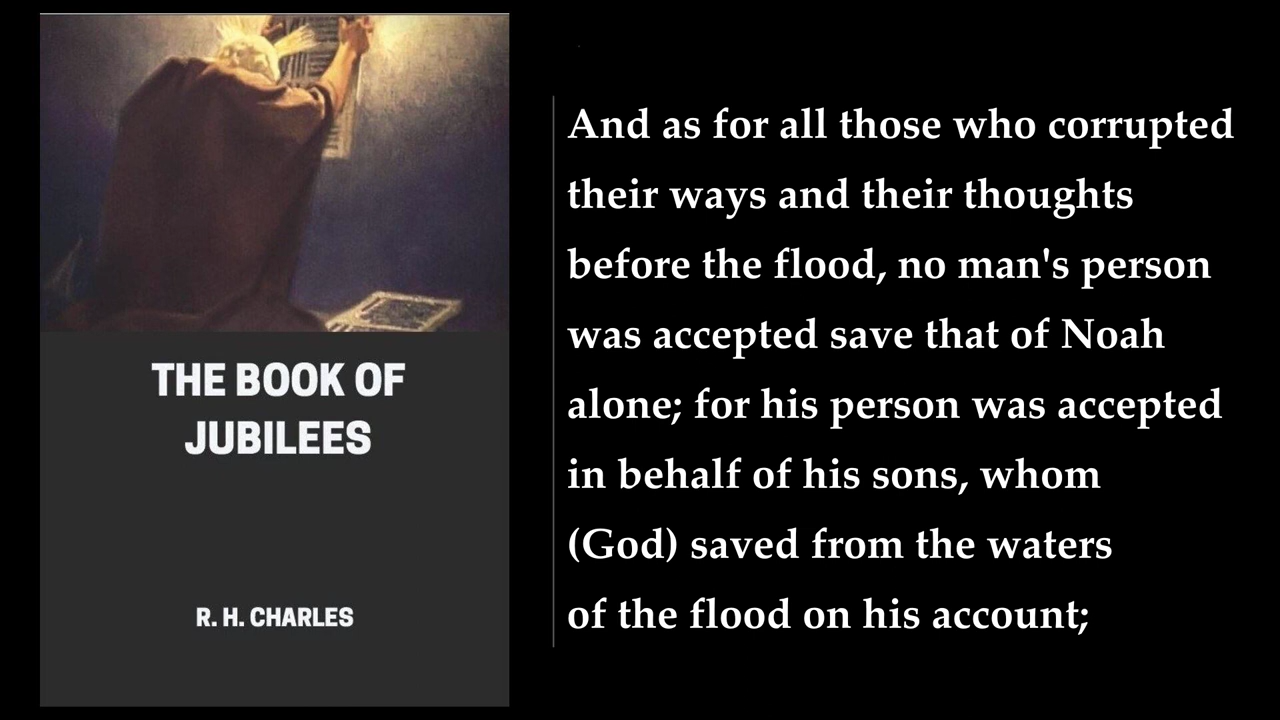 THE BOOK OF
JUBILEES
R. H. CHARLES
And as for all those who corrupted
their ways and their thoughts
before the flood, no man's person
was accepted save that of Noah
alone; for his person was accepted
in behalf of his sons, whom
(God) saved from the waters
of the flood on his account;